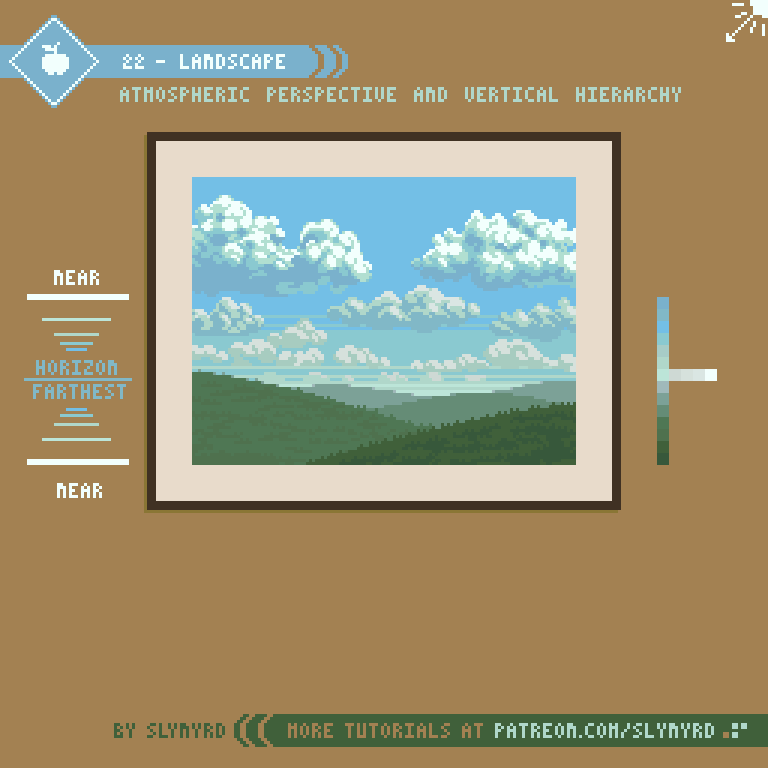 22 - LANDSCAPE
ATMOSPHERIC PERSPECTIVE AND VERTICAL HIERARCHY
NEAR
HORIZON
FARTHEST
NEAR
BY SLYNYRD
MORE TUTORIALS AT PATREON.COM/SLYNYRD